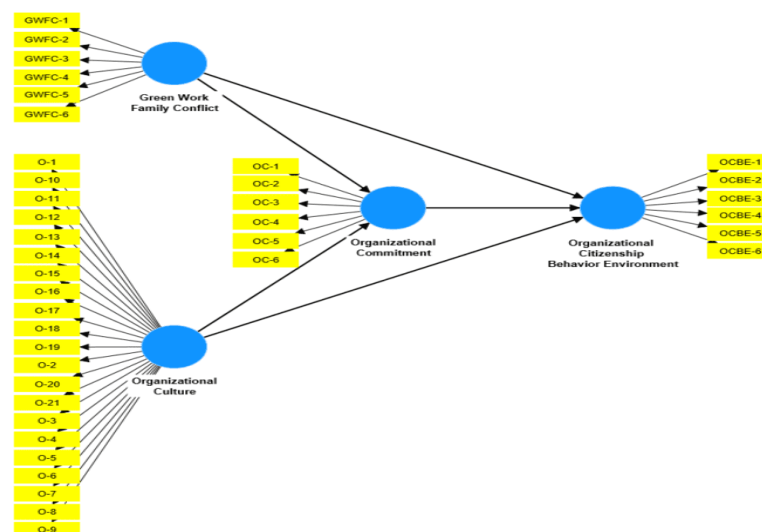 GWFC-1
GWFC-2
GWFC-3
GWFC-4
GWFC-5
GWFC-6
Green Work
Family Conflict
O-1
O-10
O-11
O-12
O-13
O-14
O-15
O-16
O-17
O-18
O-19
O-2
O-20
O-21
O-3
O-4
O-5
O-6
O-7
O-8
O-9
Organizational
Culture
OC-1
OC-2
OC-3
OC-4
OC-5
OC-6
Organizational
Commitment
Organizational
Citizenship
Behavior Environment
OCBE-1
OCBE-2
OCBE-3
OCBE-4
OCBE-5
OCBE-6